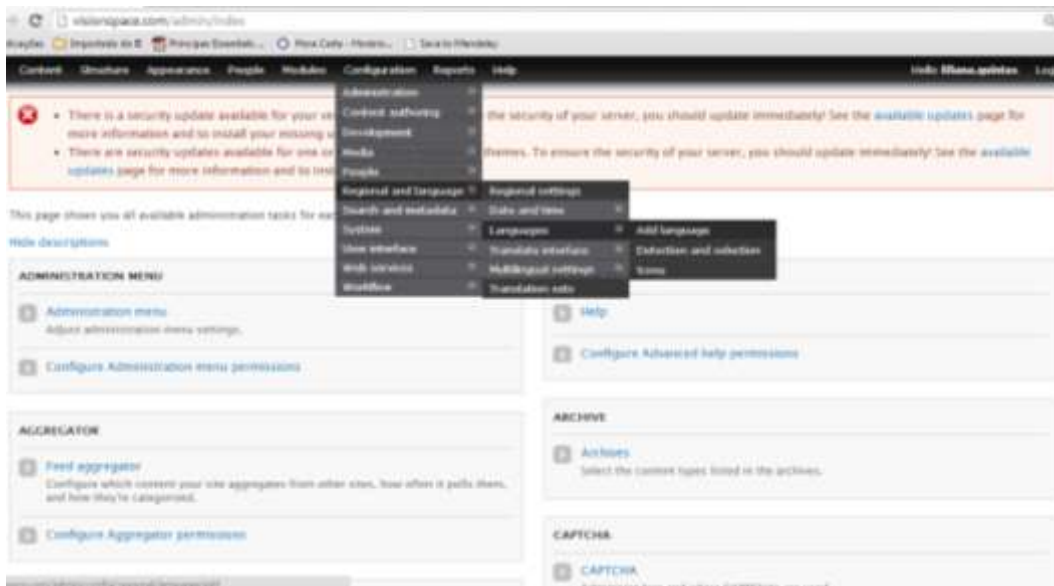 visionspace.com/admin/index
Importado do IE
Save to Mendeley
Content Structure Appearance People Modules Configuration Reports Help
Hello liliana.quintas
Administration
Content authoring
Development
Media
People
Regional and language
Search and metadata
System
User interface
Web services
Workflow
Regional settings
Date and time
Languages
Translate interface
Multilingual settings
Translation sets
Add language
Detection and selection
Icons
There is a security update available for your
the security of your server, you should update immediately! See the available updates page for
more information and to install your missing
There are security updates available for one or
themes. To ensure the security of your server, you should update immediately! See the available
updates page for more information and to
This page shows you all available administration tasks for
Hide descriptions
ADMINISTRATION MENU
Administration menu
Adjust administration menu settings.
Configure Administration menu permissions
Help
Configure Advanced help permissions
AGGREGATOR
Feed aggregator
Configure which content your site aggregates from other sites, how often it polls them,
and how they're categorized.
Configure Aggregator permissions
ARCHIVE
Archives
Select the content types listed in the archives.
CAPTCHA
CAPTCHA